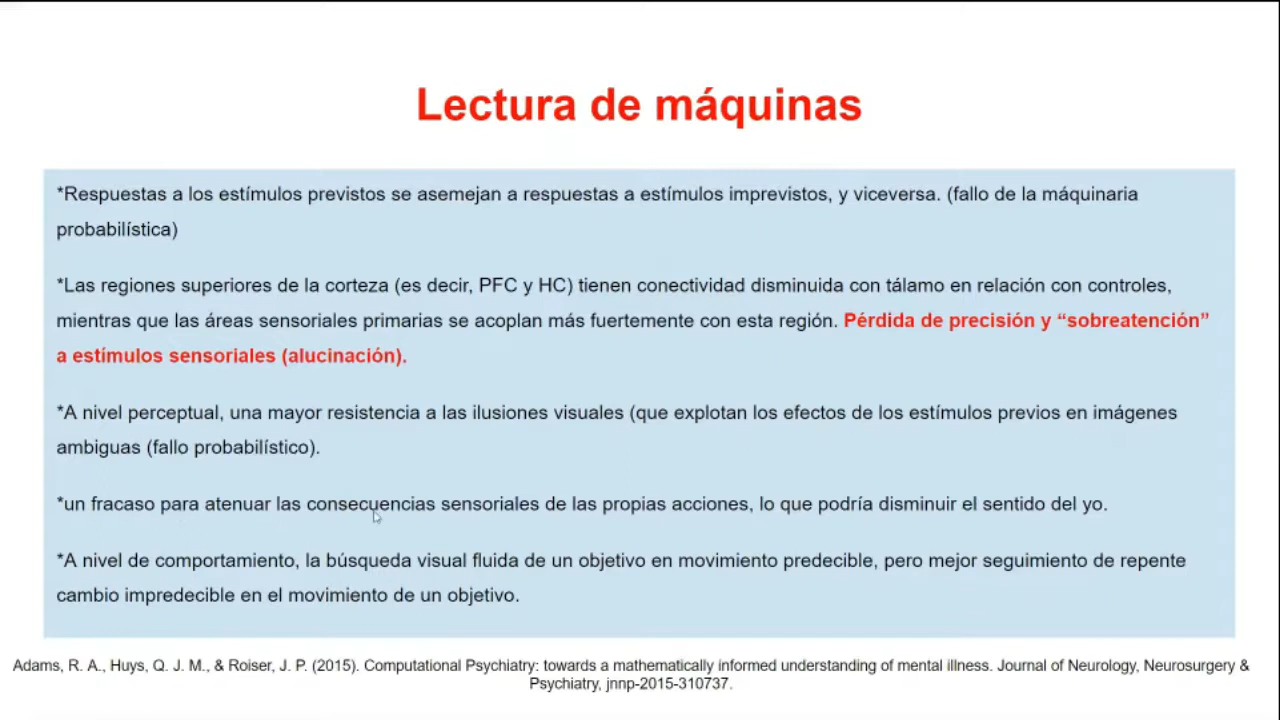 Lectura de máquinas
*Respuestas a los estímulos previstos se asemejan a respuestas a estímulos imprevistos, y viceversa. (fallo de la máquinaria
probabilística)
*Las regiones superiores de la corteza (es decir, PFC y HC) tienen conectividad disminuida con tálamo en relación con controles,
mientras que las áreas sensoriales primarias se acoplan más fuertemente con esta región. Pérdida de precisión y “sobreatención”
a estímulos sensoriales (alucinación).
*A nivel perceptual, una mayor resistencia a las ilusiones visuales (que explotan los efectos de los estímulos previos en imágenes
ambiguas (fallo probabilístico).
*un fracaso para atenuar las consecuencias sensoriales de las propias acciones, lo que podría disminuir el sentido del yo.
*A nivel de comportamiento, la búsqueda visual fluida de un objetivo en movimiento predecible, pero mejor seguimiento de repente
cambio impredecible en el movimiento de un objetivo.
Adams, R. A., Huys, Q. J. M., & Roiser, J. P. (2015). Computational Psychiatry: towards a mathematically informed understanding of mental illness. Journal of Neurology, Neurosurgery &
Psychiatry, jnnp-2015-310737.